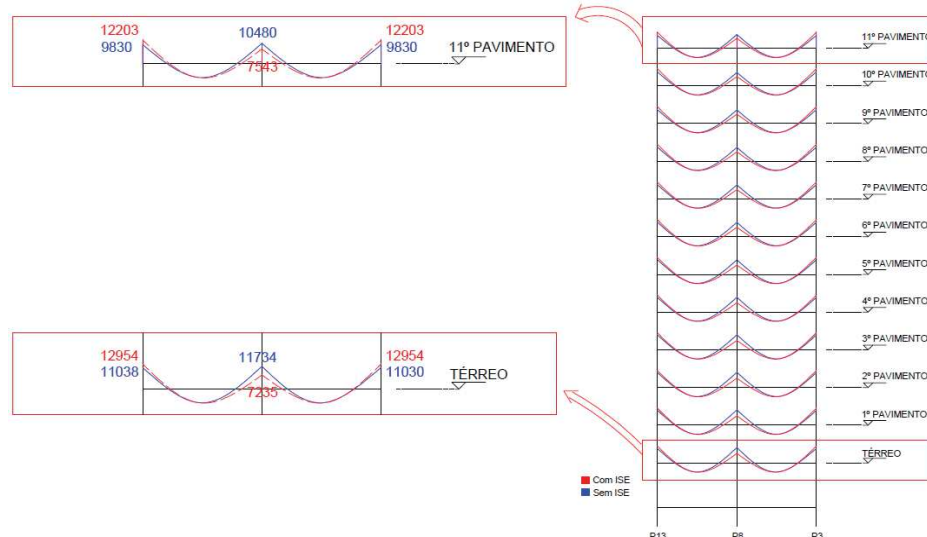 12203
9830
10480
7543
12203
9830
11º PAVIMENTO
12954
11038
11734
7235
12954
11030
TÉRREO
11º PAVIMENTO
10º PAVIMENTO
9º PAVIMENTO
8º PAVIMENTO
7º PAVIMENTO
6º PAVIMENTO
5º PAVIMENTO
4º PAVIMENTO
3º PAVIMENTO
2º PAVIMENTO
1º PAVIMENTO
TÉRREO
Com ISE
Sem ISE
P13
P8
P3